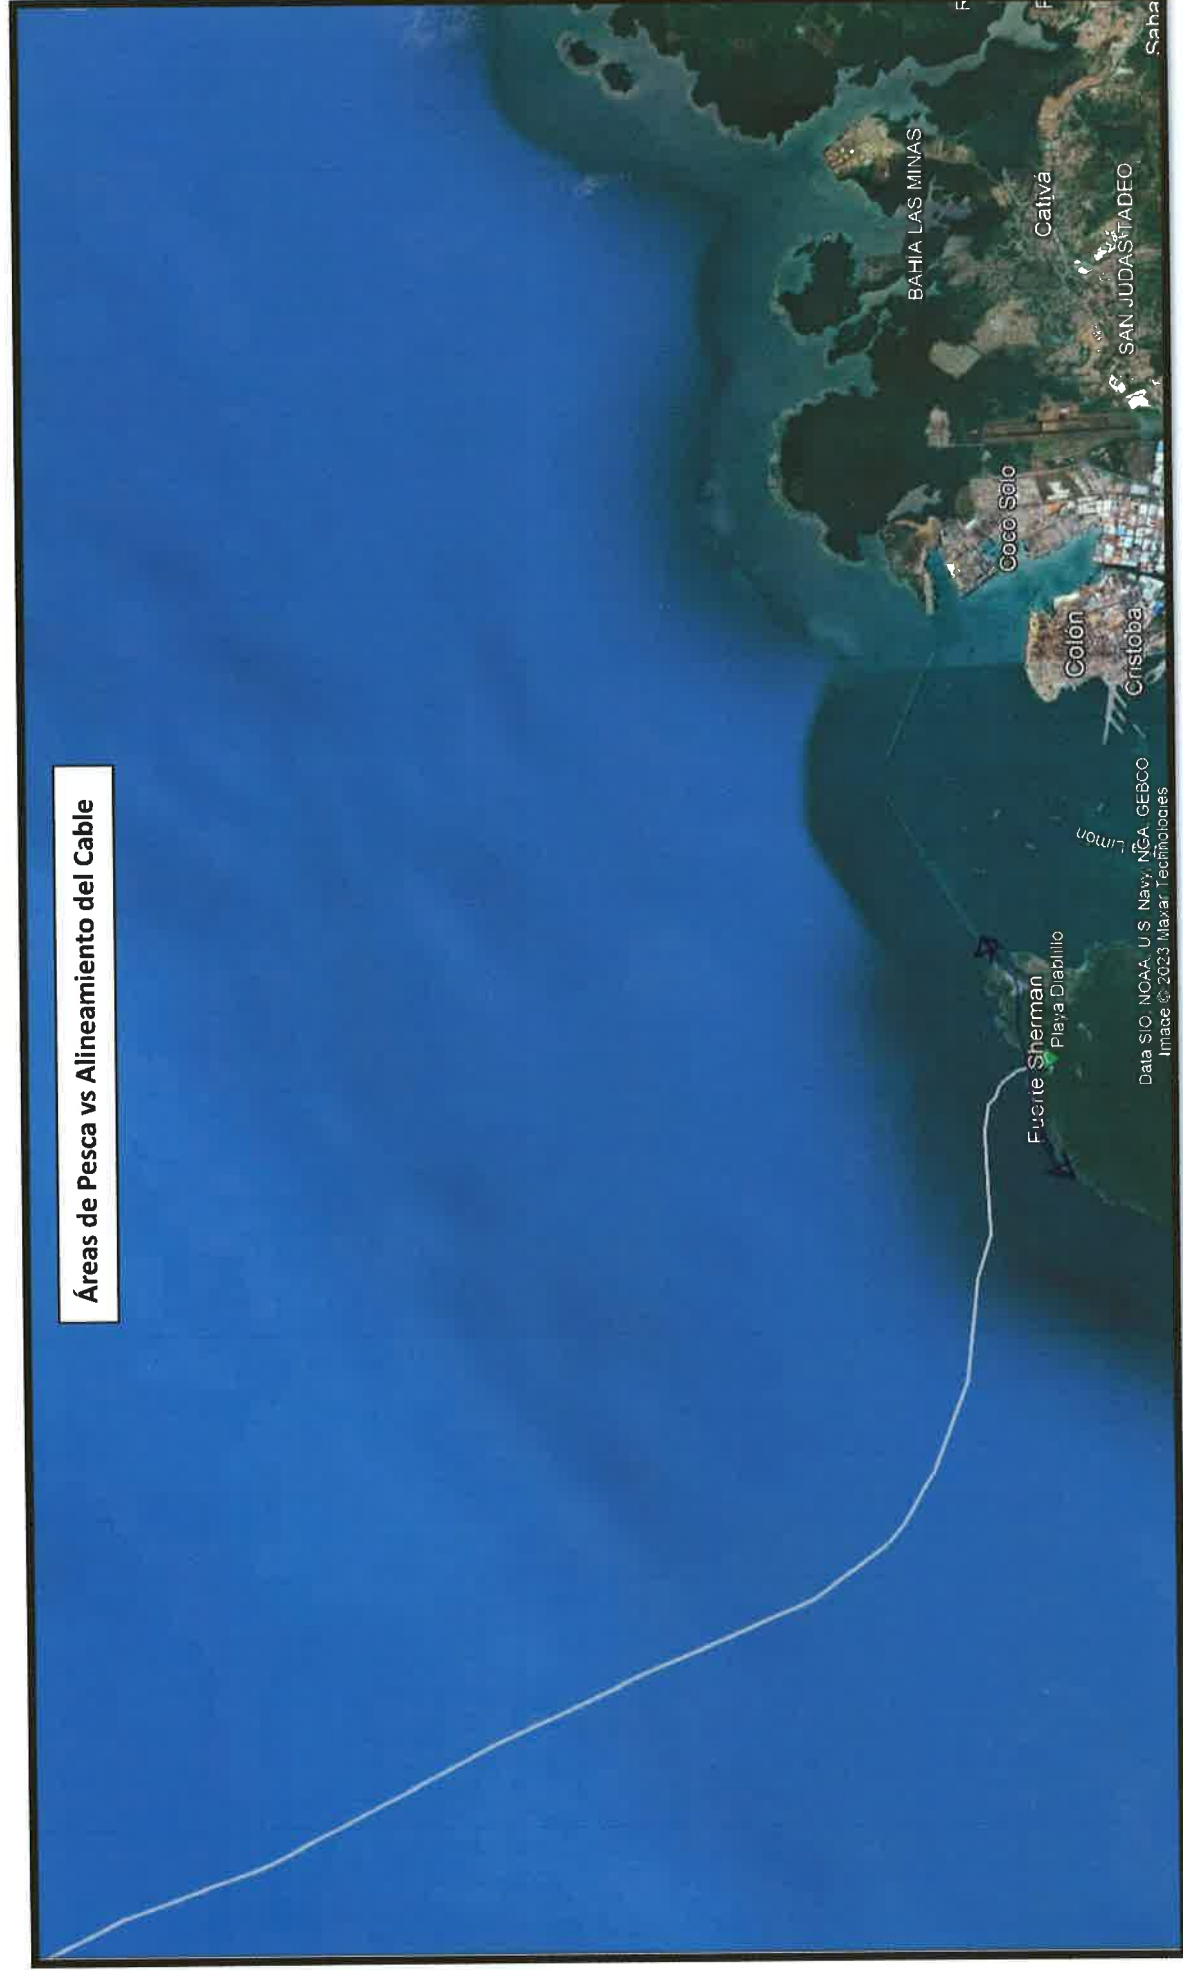 Áreas de Pesca vs Alineamiento del Cable
BAHIA LAS MINAS
Cativá
SAN JUDAS TADEO
Saba
Coco Solo
Colón
Cristoba
Limón
Fuerte Sherman
Playa Diablillo
Data SIO, NOAA, U.S. Navy, NGA, GEBCO
Image © 2023 Maxar Technologies